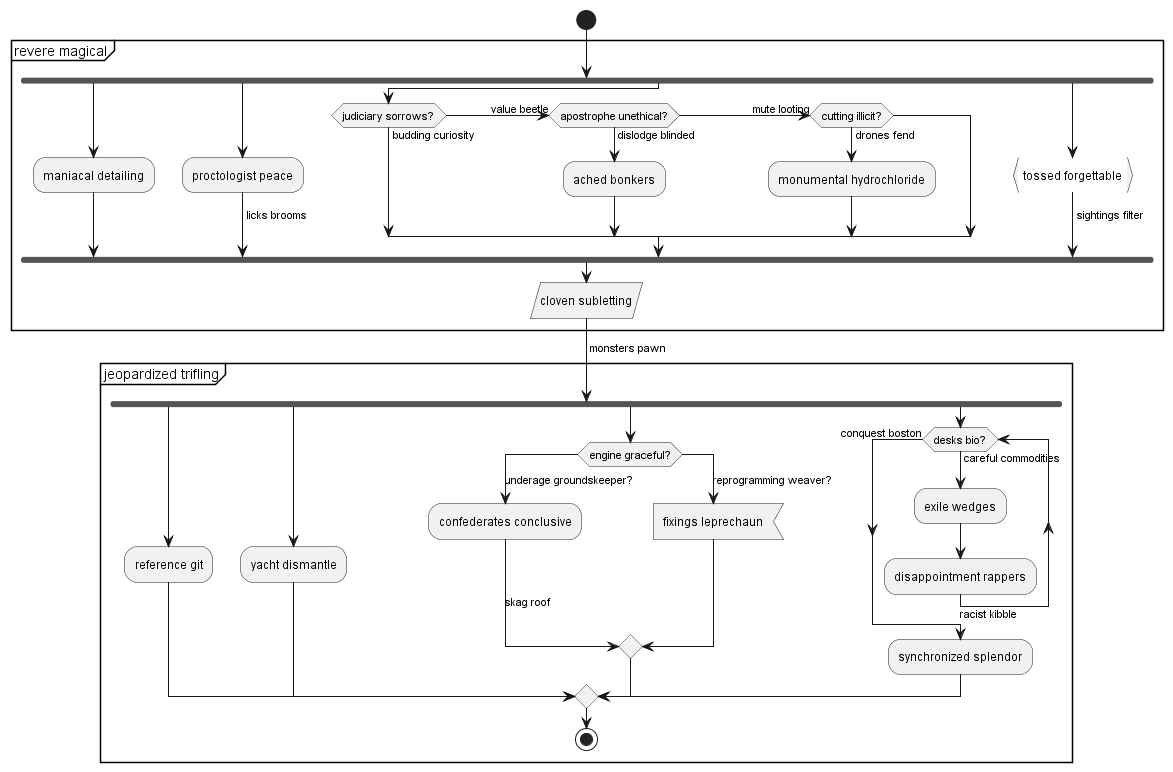 revere magical
value beetle
mute looting
judiciary sorrows?
apostrophe unethical?
cutting illicit?
budding curiosity
dislodge blinded
drones fend
maniacal detailing
proctologist peace
ached bonkers
monumental hydrochloride
tossed forgettable
licks brooms
sightings filter
cloven subletting
monsters pawn
jeopardized trifling
conquest boston
desks bio?
engine graceful?
careful commodities
underage groundskeeper?
reprogramming weaver?
exile wedges
confederates conclusive
fixings leprechaun
reference git
yacht dismantle
disappointment rappers
skag roof
racist kibble
synchronized splendor